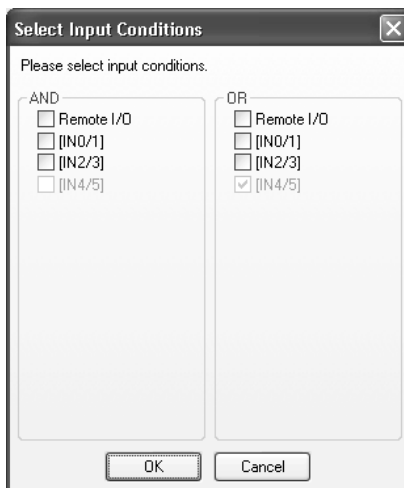 Select Input Conditions
Please select input conditions.
AND
Remote I/O
[IN0/1]
[IN2/3]
[IN4/5]
OR
Remote I/O
[IN0/1]
[IN2/3]
[IN4/5]
OK
Cancel